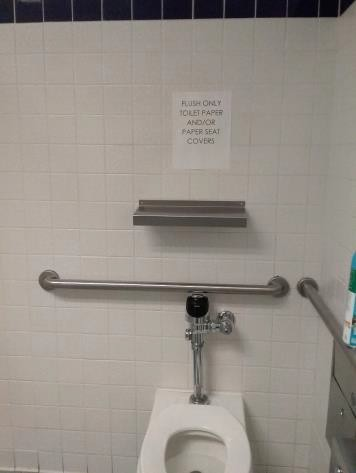 FLUSH ONLY
TOILET PAPER
AND/OR
PAPER SEAT
COVERS